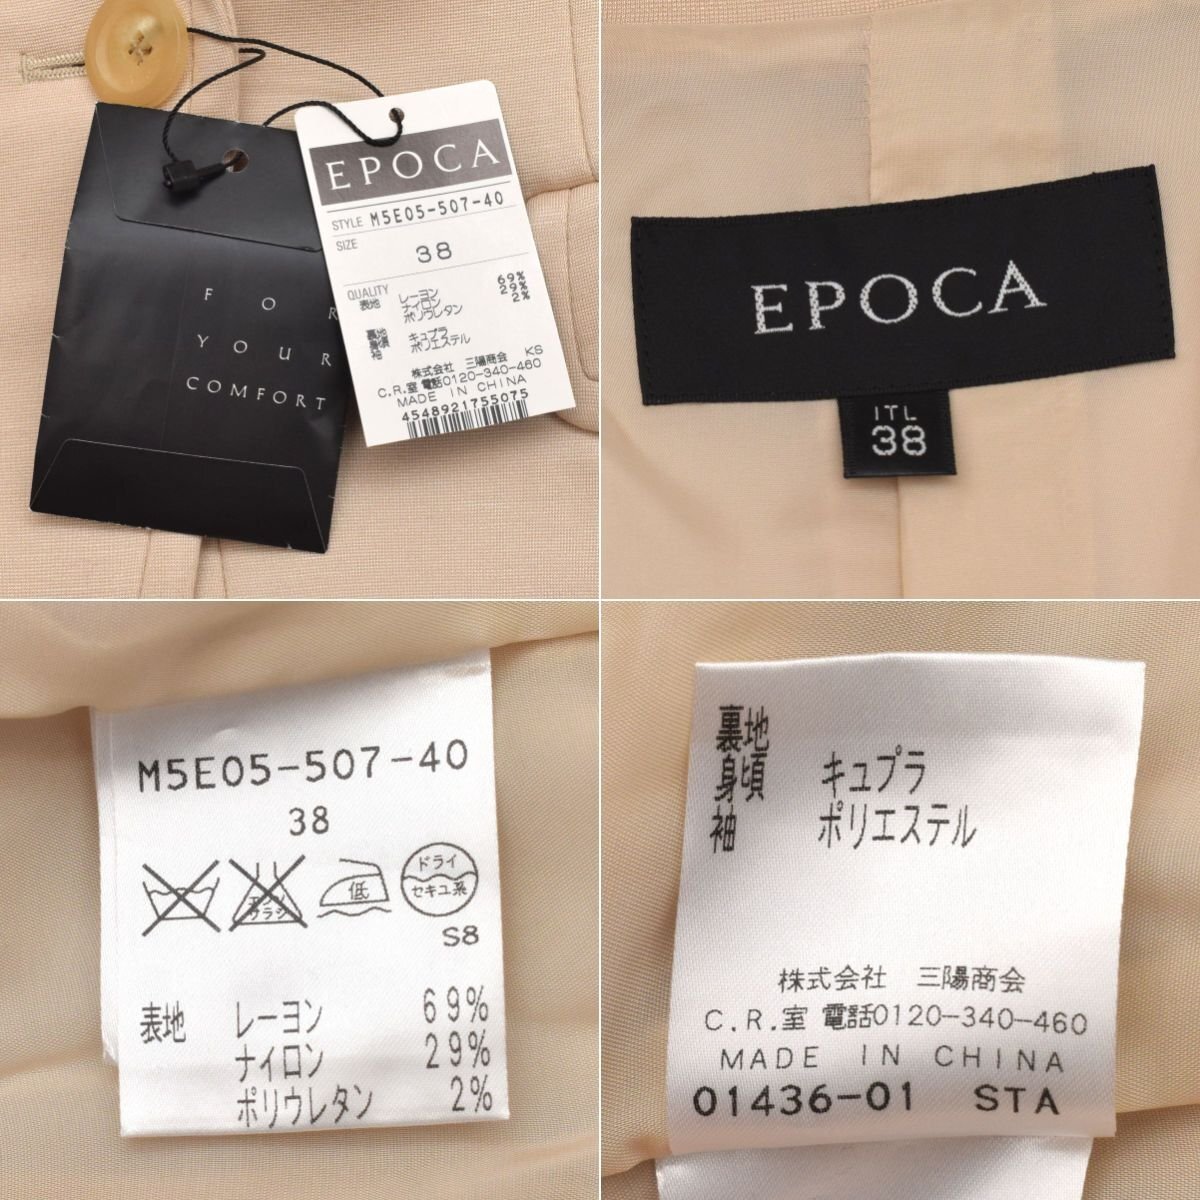 FOR
YOUR
COMFORT
EPOCA
STYLE M5E05-507-40
SIZE
38
QUALITY
表地 レーヨン 69%
ナイロン 29%
ポリウレタン 2%
裏地
身頃 キュプラ
袖 ポリエステル
株式会社 三陽商会 KS
C.R.室 電話0120-340-460
MADE IN CHINA
4548921755075
EPOCA
ITL
38
M5E05-507-40
38
エンソ
ブラシ
低
ドライ
セキユ系
S8
表地 レーヨン 69%
ナイロン 29%
ポリウレタン 2%
裏地
身頃 キュプラ
袖 ポリエステル
株式会社 三陽商会
C.R.室 電話0120-340-460
MADE IN CHINA
01436-01 STA